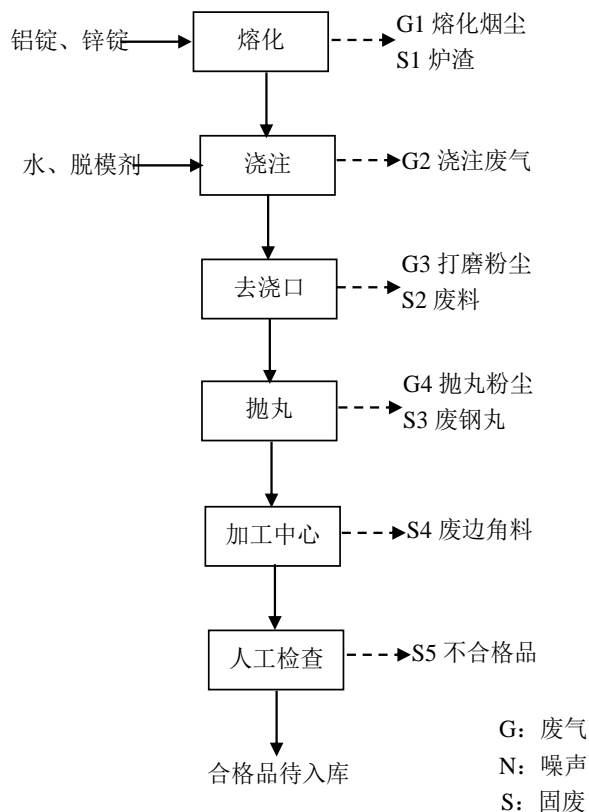 铝锭、锌锭
熔化
G1 熔化烟尘
S1 炉渣
水、脱模剂
浇注
G2 浇注废气
去浇口
G3 打磨粉尘
S2 废料
抛丸
G4 抛丸粉尘
S3 废钢丸
加工中心
S4 废边角料
人工检查
S5 不合格品
合格品待入库
G：废气
N：噪声
S：固废